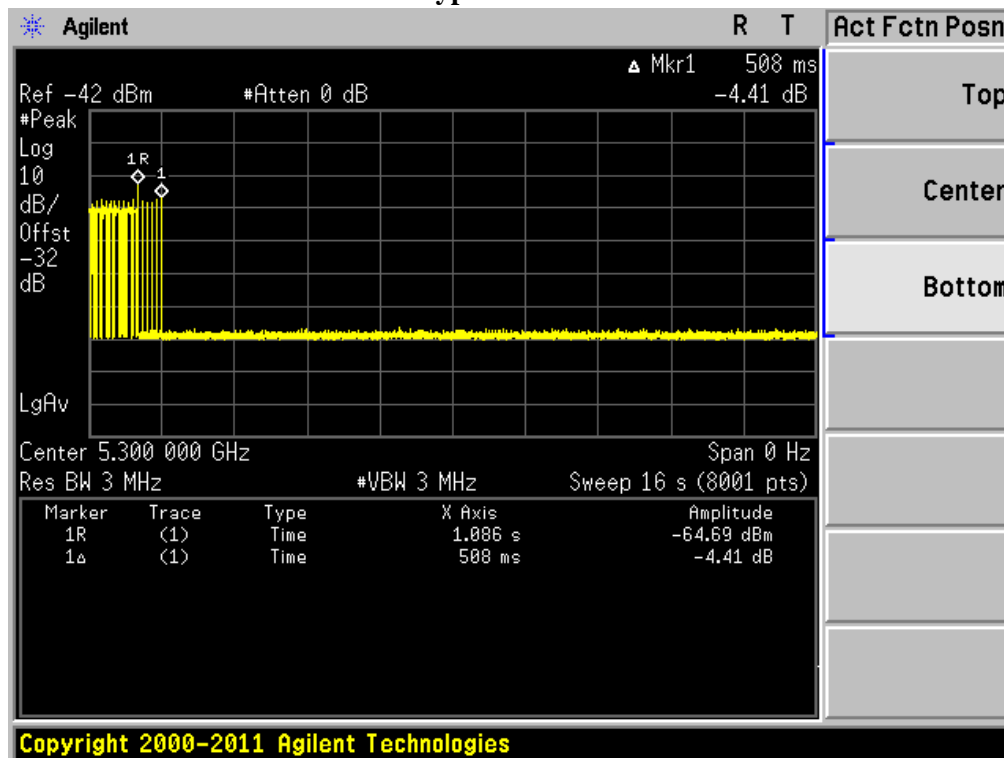 Agilent R T
Act Fctn Posn
Δ Mkr1 508 ms
Ref -42 dBm #Atten 0 dB -4.41 dB
#Peak
Log
10
dB/
Offst
-32
dB
1R
1
LgAv
Center 5.300 000 GHz Span 0 Hz
Res BW 3 MHz #VBW 3 MHz Sweep 16 s (8001 pts)
Marker Trace Type X Axis Amplitude
1R (1) Time 1.086 s -64.69 dBm
1Δ (1) Time 508 ms -4.41 dB
Top
Center
Bottom
Copyright 2000-2011 Agilent Technologies